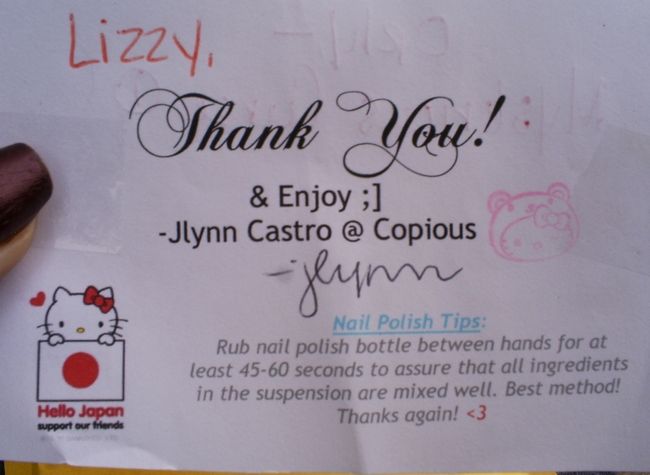 Lizzy,
Thank You!
& Enjoy ;]
-Jlynn Castro @ Copious
-jlynn
Nail Polish Tips:
Rub nail polish bottle between hands for at
least 45-60 seconds to assure that all ingredients
in the suspension are mixed well. Best method!
Thanks again! <3
Hello Japan
support our friends